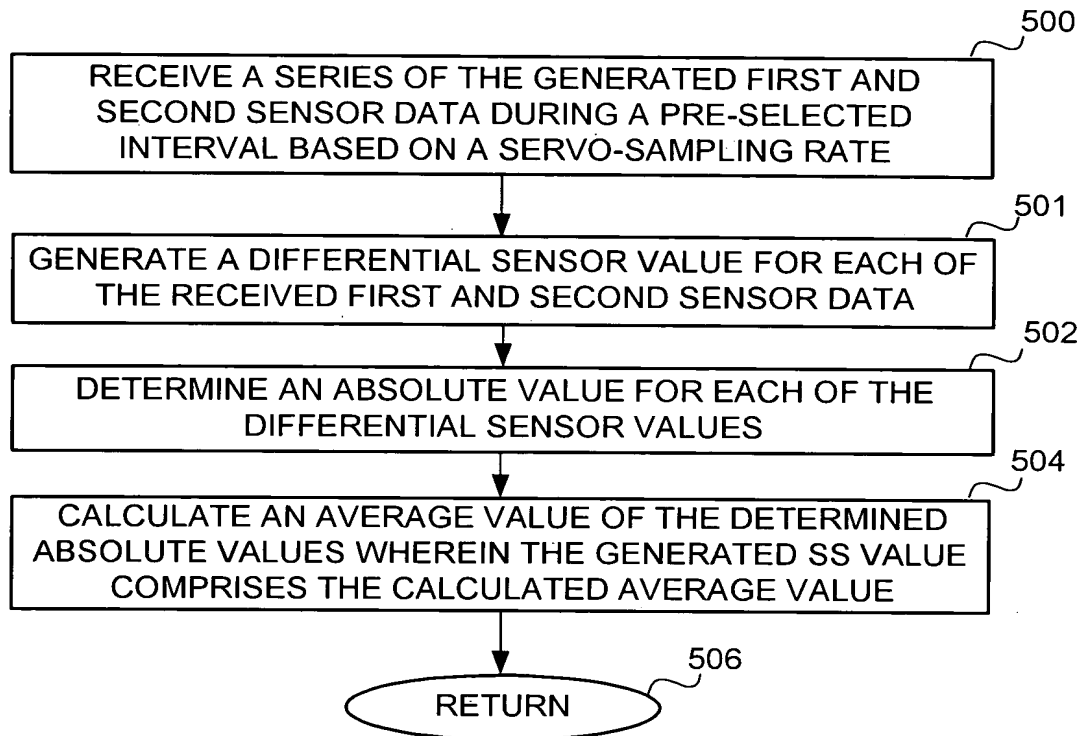 500
RECEIVE A SERIES OF THE GENERATED FIRST AND
SECOND SENSOR DATA DURING A PRE-SELECTED
INTERVAL BASED ON A SERVO-SAMPLING RATE
501
GENERATE A DIFFERENTIAL SENSOR VALUE FOR EACH OF
THE RECEIVED FIRST AND SECOND SENSOR DATA
502
DETERMINE AN ABSOLUTE VALUE FOR EACH OF THE
DIFFERENTIAL SENSOR VALUES
504
CALCULATE AN AVERAGE VALUE OF THE DETERMINED
ABSOLUTE VALUES WHEREIN THE GENERATED SS VALUE
COMPRISES THE CALCULATED AVERAGE VALUE
506
RETURN